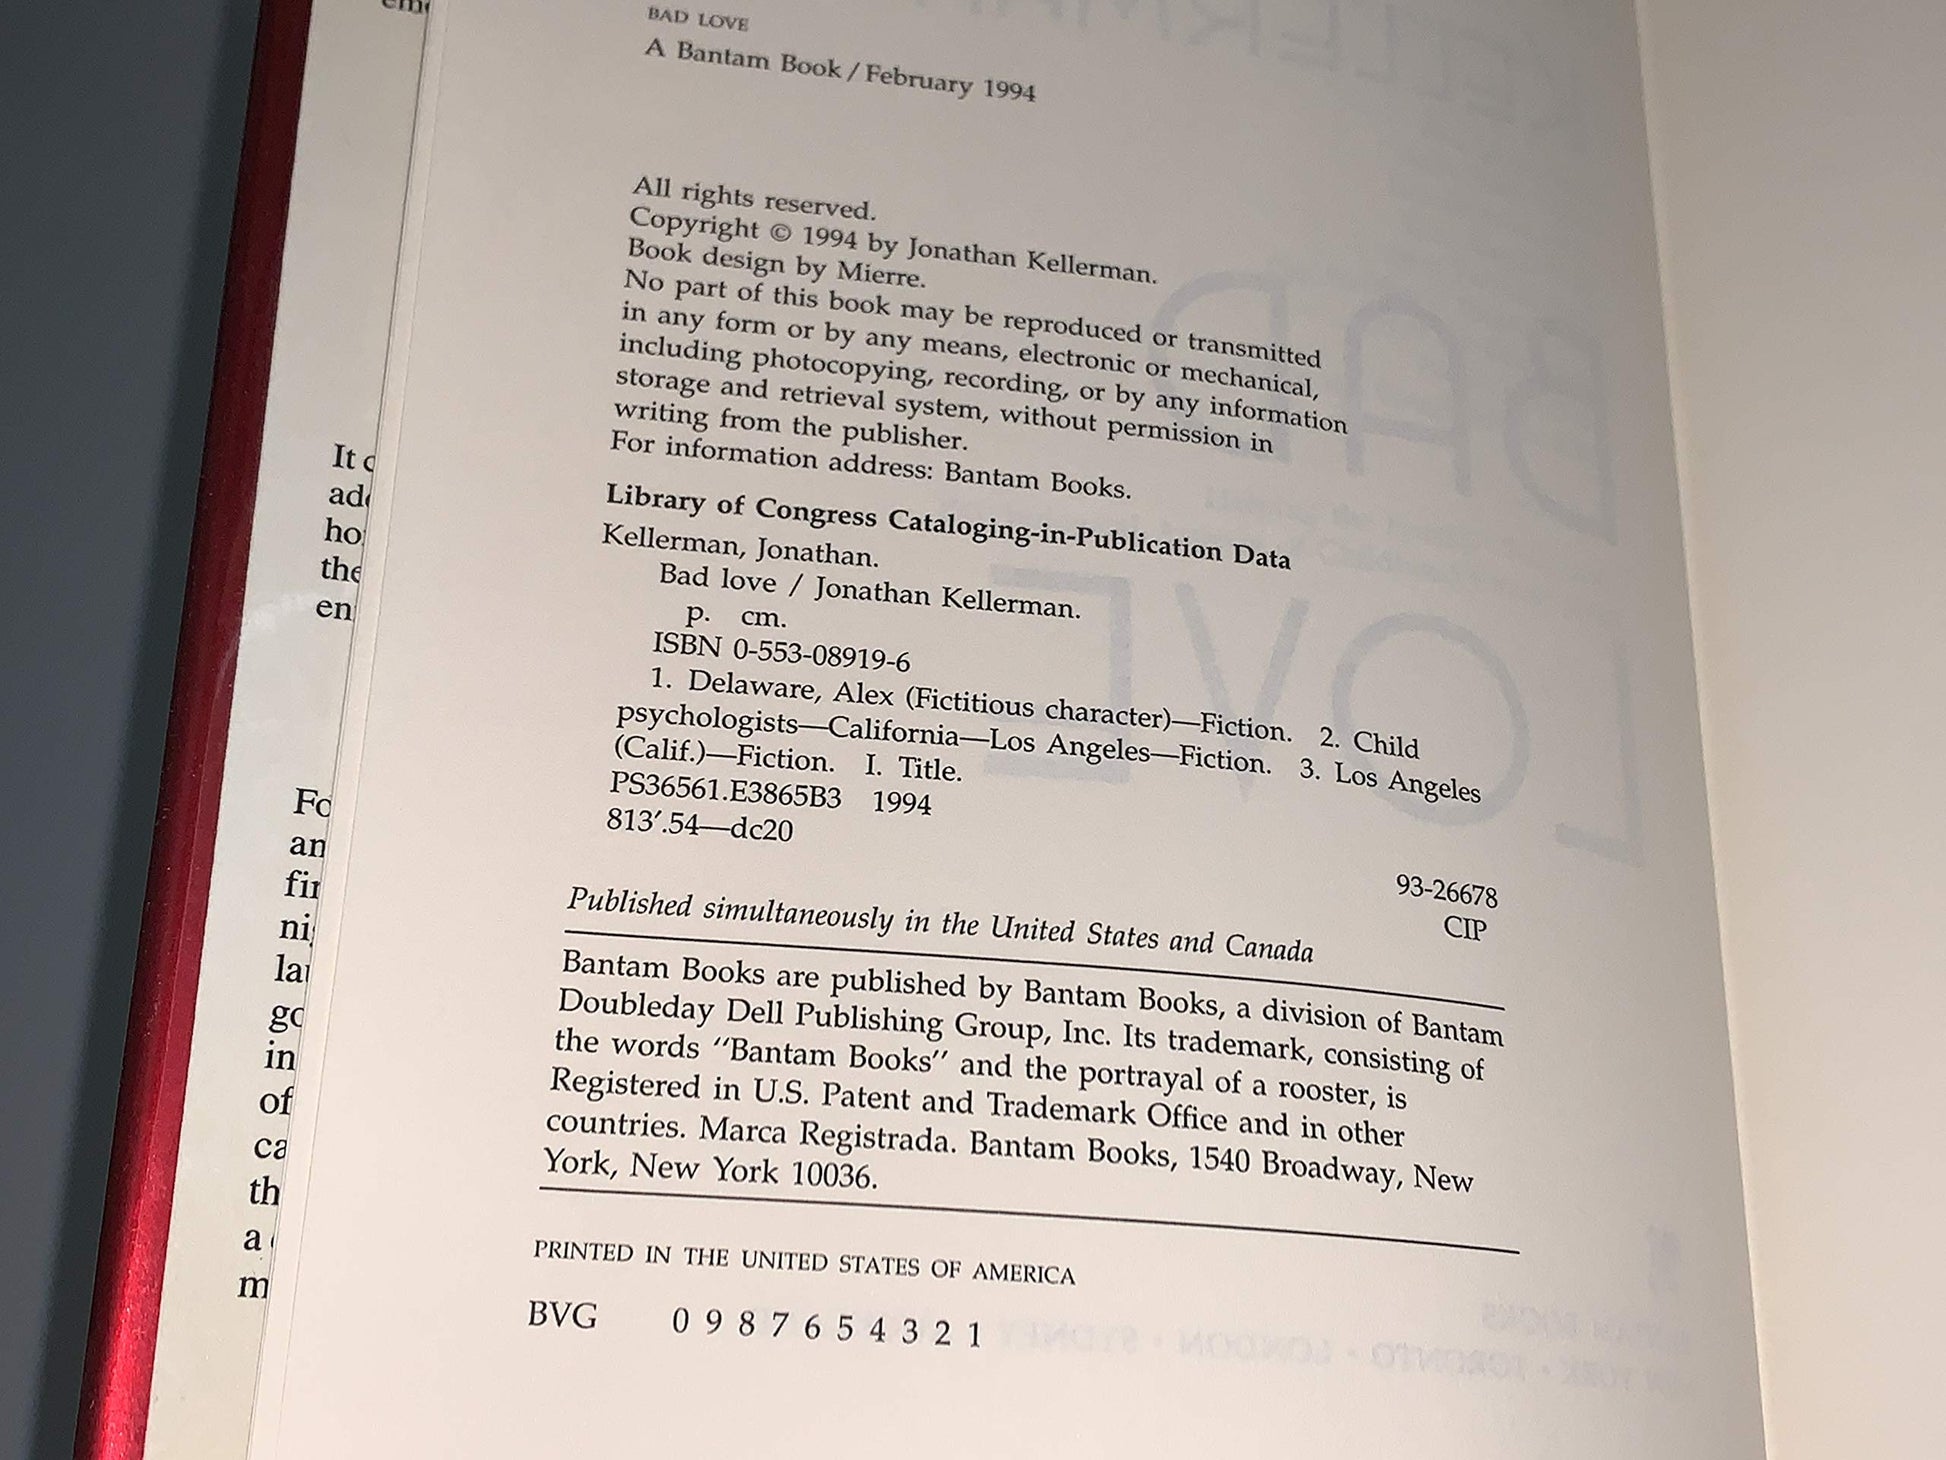 BAD LOVE
A Bantam Book / February 1994
All rights reserved.
Copyright © 1994 by Jonathan Kellerman.
Book design by Mierre.
No part of this book may be reproduced or transmitted
in any form or by any means, electronic or mechanical,
including photocopying, recording, or by any information
storage and retrieval system, without permission in
writing from the publisher.
For information address: Bantam Books.
Library of Congress Cataloging-in-Publication Data
Kellerman, Jonathan.
Bad love / Jonathan Kellerman.
p. cm.
ISBN 0-553-08919-6
1. Delaware, Alex (Fictitious character)—Fiction. 2. Child
psychologists—California—Los Angeles—Fiction. 3. Los Angeles
(Calif.)—Fiction. I. Title.
PS36561.E3865B3 1994
813′.54—dc20
93-26678
CIP
Published simultaneously in the United States and Canada
Bantam Books are published by Bantam Books, a division of Bantam
Doubleday Dell Publishing Group, Inc. Its trademark, consisting of
the words "Bantam Books" and the portrayal of a rooster, is
Registered in U.S. Patent and Trademark Office and in other
countries. Marca Registrada. Bantam Books, 1540 Broadway, New
York, New York 10036.
PRINTED IN THE UNITED STATES OF AMERICA
BVG 0 9 8 7 6 5 4 3 2 1